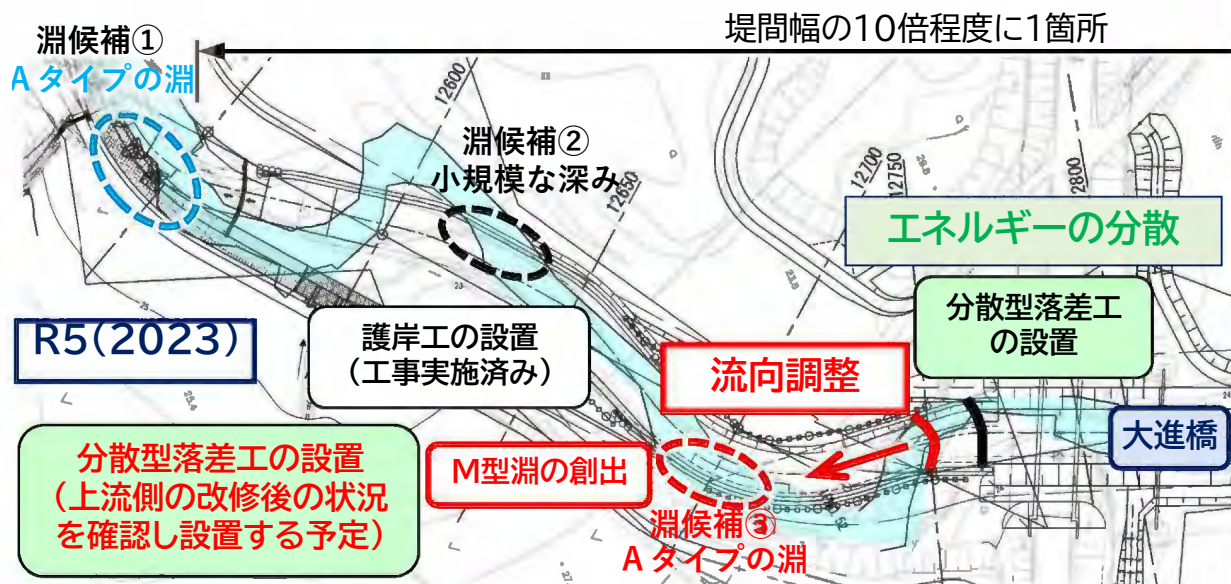 堤間幅の10倍程度に1箇所
淵候補①
Aタイプの淵
12600
淵候補②
小規模な深み
12650
12700
12750
12800
エネルギーの分散
分散型落差工
の設置
R5(2023)
護岸工の設置
(工事実施済み)
流向調整
大進橋
分散型落差工の設置
(上流側の改修後の状況
を確認し設置する予定)
M型淵の創出
淵候補③
Aタイプの淵
23.8
23
25
25.4